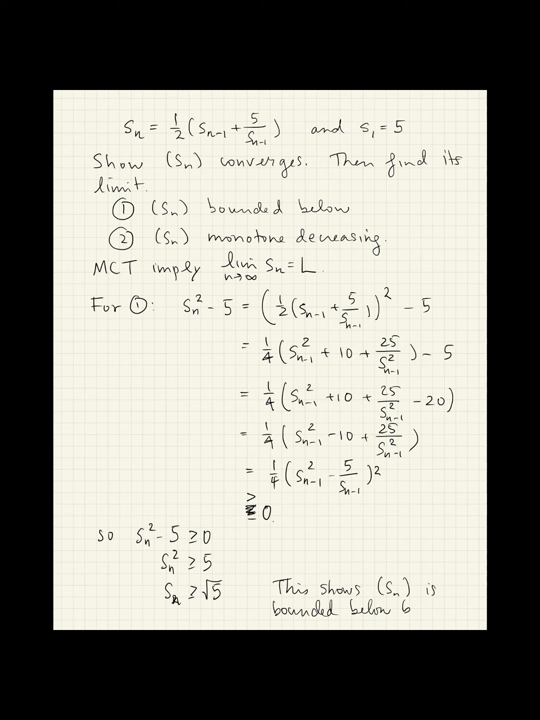 Sn = 1/2 (Sn-1 + 5/Sn-1) and s1 = 5
Show (Sn) converges. Then find its
limit.
① (Sn) bounded below
② (Sn) monotone decreasing.
MCT imply lim n→∞ Sn = L.
For ①: Sn² - 5 = (1/2 (Sn-1 + 5/Sn-1))² - 5
= 1/4 (S²n-1 + 10 + 25/S²n-1) - 5
= 1/4 (S²n-1 + 10 + 25/S²n-1 - 20)
= 1/4 (S²n-1 - 10 + 25/S²n-1)
= 1/4 (S²n-1 - 5/Sn-1)²
≥ 0.
so Sn² - 5 ≥ 0
Sn² ≥ 5
Sn ≥ √5 This shows (Sn) is
bounded below b